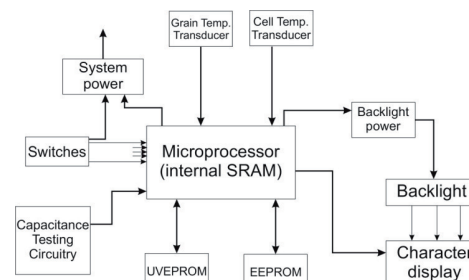 Grain Temp.
Transducer
Cell Temp.
Transducer
System
power
Backlight
power
Switches
Microprocessor
(internal SRAM)
Backlight
Capacitance
Testing
Circuitry
UVEPROM
EEPROM
Character
display